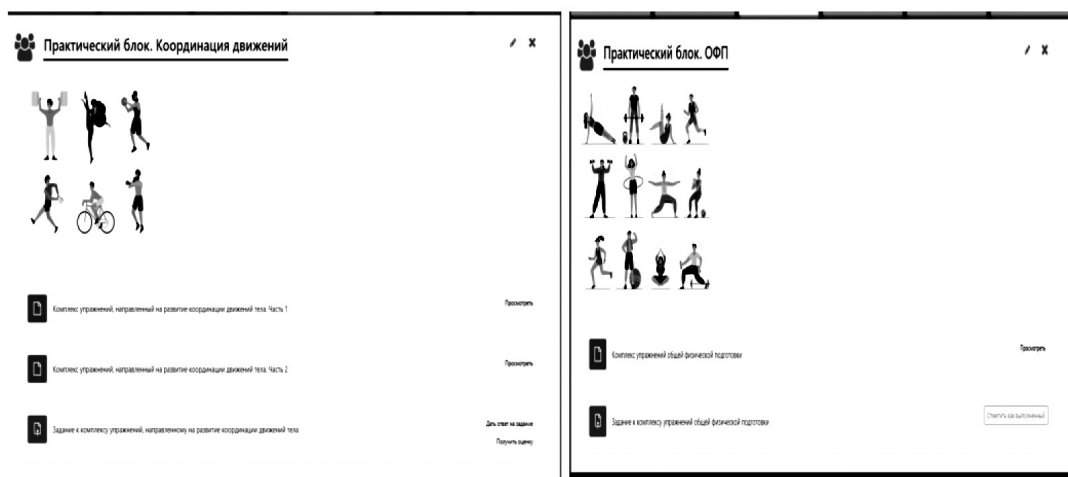 Практический блок. Координация движений
Комплекс упражнений, направленный на развитие координации движений тела. Часть 1
Просмотреть
Комплекс упражнений, направленный на развитие координации движений тела. Часть 2
Просмотреть
Задание к комплексу упражнений, направленному на развитие координации движений тела
Дать ответ на задание
Получить оценку
Практический блок. ОФП
Комплекс упражнений общей физической подготовки
Просмотреть
Задание к комплексу упражнений общей физической подготовки
Отметить как выполненный